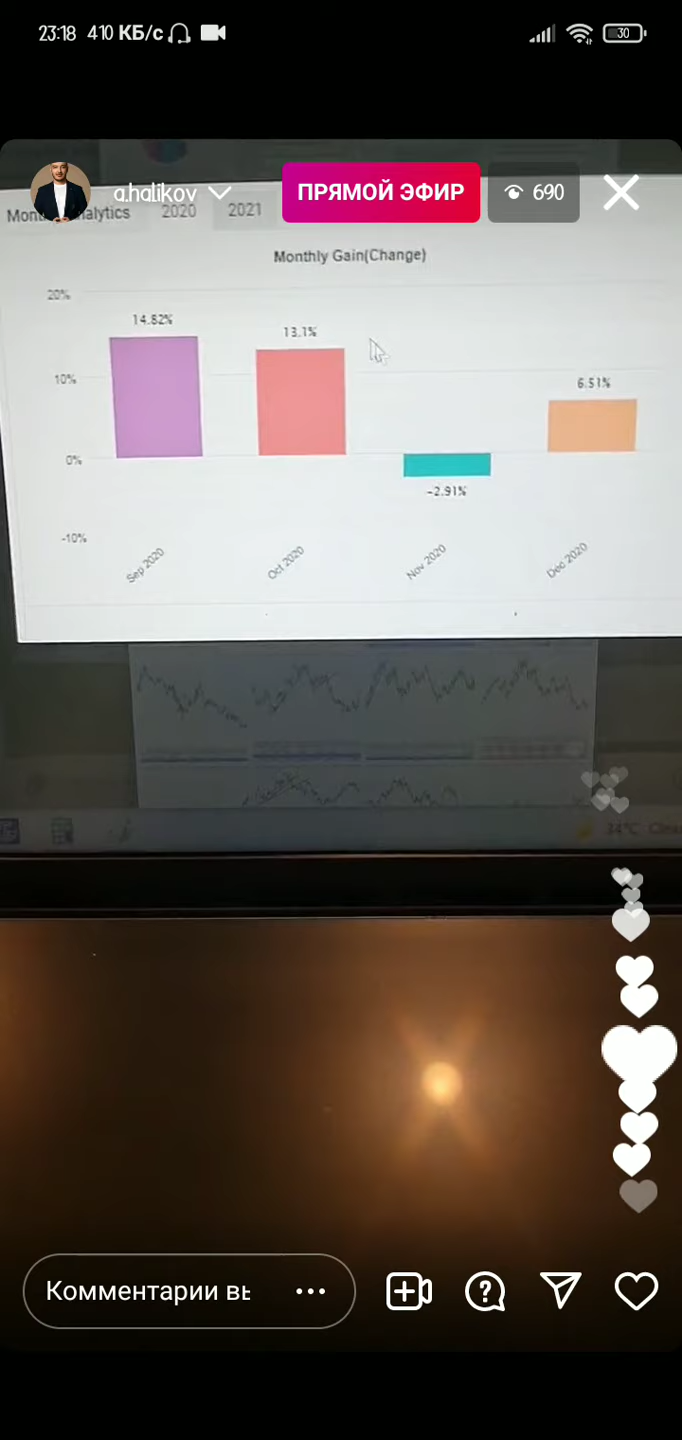 23:18 410 КБ/с 30
a.halikov ПРЯМОЙ ЭФИР 690
2020 2021
Monthly Gain(Change)
20%
14.82%
13.1%
10%
6.51%
0%
-2.91%
-10%
Sep 2020 Oct 2020 Nov 2020 Dec 2020
34°C
Комментарии